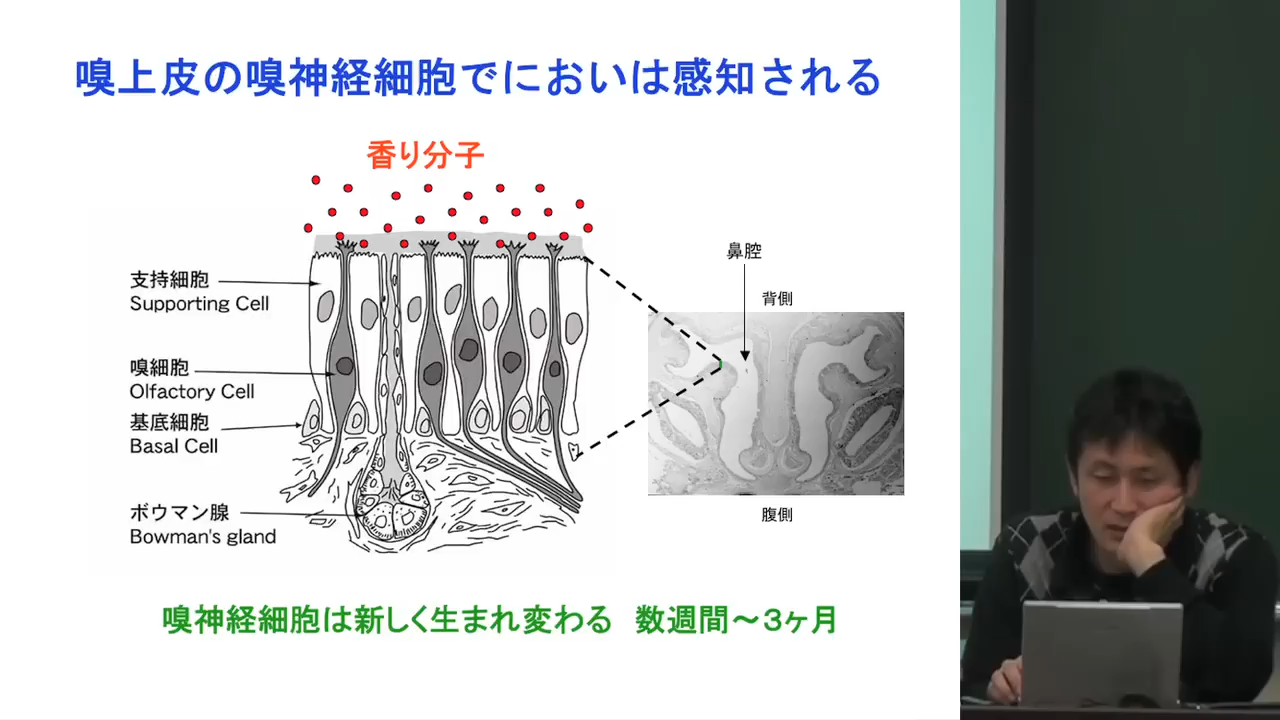 嗅上皮の嗅神経細胞でにおいは感知される
香り分子
支持細胞
Supporting Cell
嗅細胞
Olfactory Cell
基底細胞
Basal Cell
ボウマン腺
Bowman's gland
鼻腔
背側
腹側
嗅神経細胞は新しく生まれ変わる 数週間〜3ヶ月